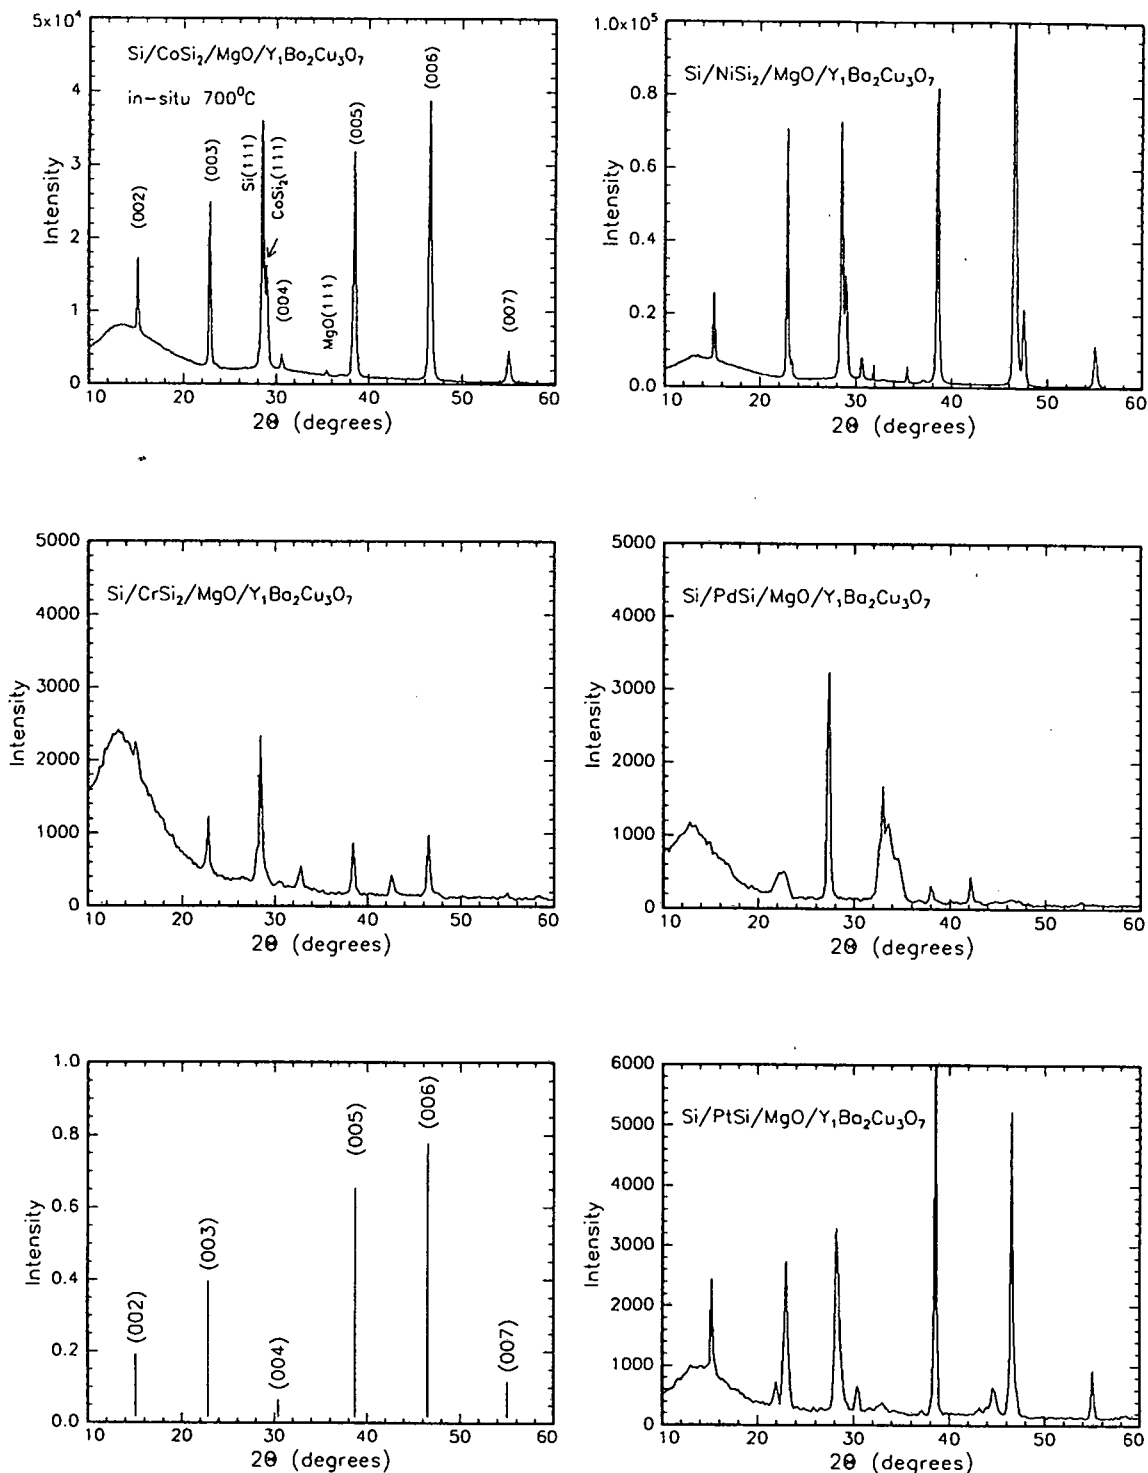 5×10⁴
Si/CoSi₂/MgO/Y₁Ba₂Cu₃O₇
in-situ 700⁰C
4
3
2
1
0
Intensity
(002)
(003)
Si(111)
CoSi₂(111)
(004)
MgO(111)
(005)
(006)
(007)
10 20 30 40 50 60
2Θ (degrees)
1.0×10⁵
Si/NiSi₂/MgO/Y₁Ba₂Cu₃O₇
0.8
0.6
0.4
0.2
0.0
Intensity
10 20 30 40 50 60
2Θ (degrees)
5000
Si/CrSi₂/MgO/Y₁Ba₂Cu₃O₇
4000
3000
2000
1000
0
Intensity
10 20 30 40 50 60
2Θ (degrees)
5000
Si/PdSi/MgO/Y₁Ba₂Cu₃O₇
4000
3000
2000
1000
0
Intensity
10 20 30 40 50 60
2Θ (degrees)
1.0
0.8
0.6
0.4
0.2
0.0
Intensity
(002)
(003)
(004)
(005)
(006)
(007)
10 20 30 40 50 60
2Θ (degrees)
6000
Si/PtSi/MgO/Y₁Ba₂Cu₃O₇
5000
4000
3000
2000
1000
0
Intensity
10 20 30 40 50 60
2Θ (degrees)